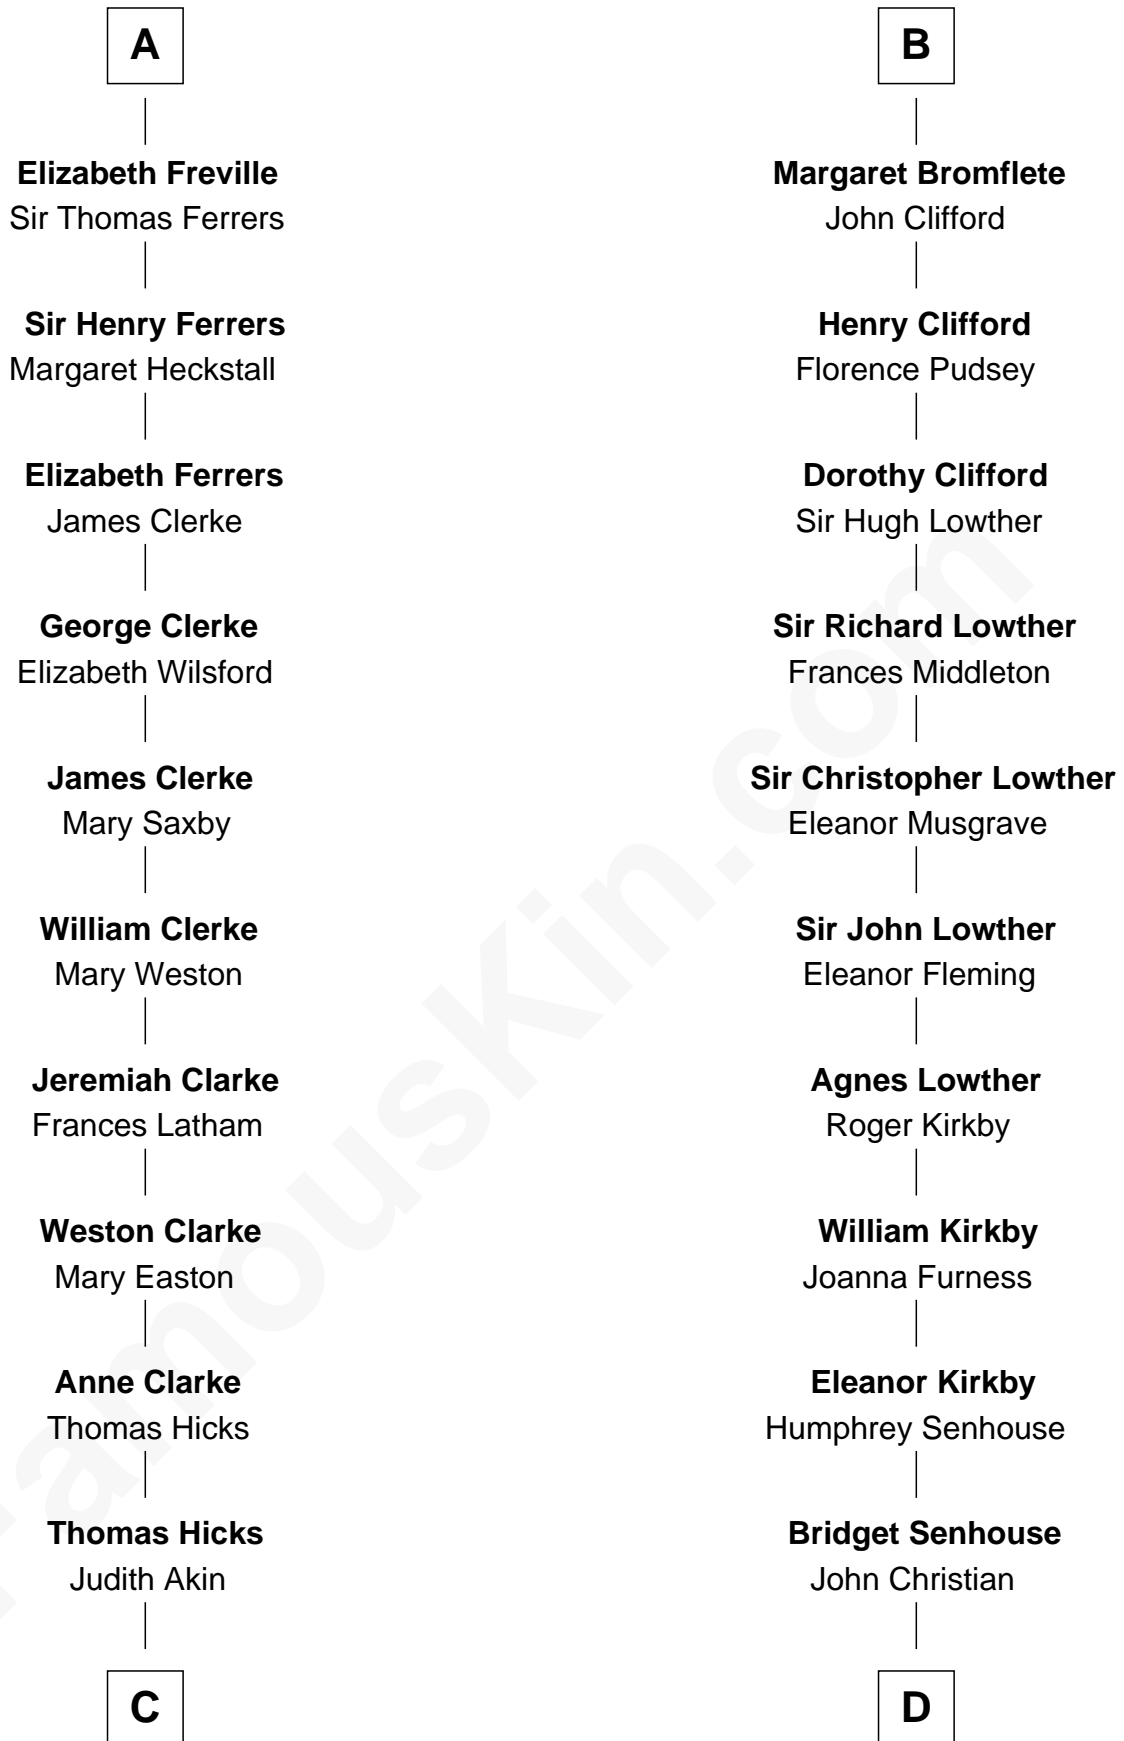 A
Elizabeth Freville
Sir Thomas Ferrers
Sir Henry Ferrers
Margaret Heckstall
Elizabeth Ferrers
James Clerke
George Clerke
Elizabeth Wilsford
James Clerke
Mary Saxby
William Clerke
Mary Weston
Jeremiah Clarke
Frances Latham
Weston Clarke
Mary Easton
Anne Clarke
Thomas Hicks
Thomas Hicks
Judith Akin
C
B
Margaret Bromflete
John Clifford
Henry Clifford
Florence Pudsey
Dorothy Clifford
Sir Hugh Lowther
Sir Richard Lowther
Frances Middleton
Sir Christopher Lowther
Eleanor Musgrave
Sir John Lowther
Eleanor Fleming
Agnes Lowther
Roger Kirkby
William Kirkby
Joanna Furness
Eleanor Kirkby
Humphrey Senhouse
Bridget Senhouse
John Christian
D
FamousKin.com